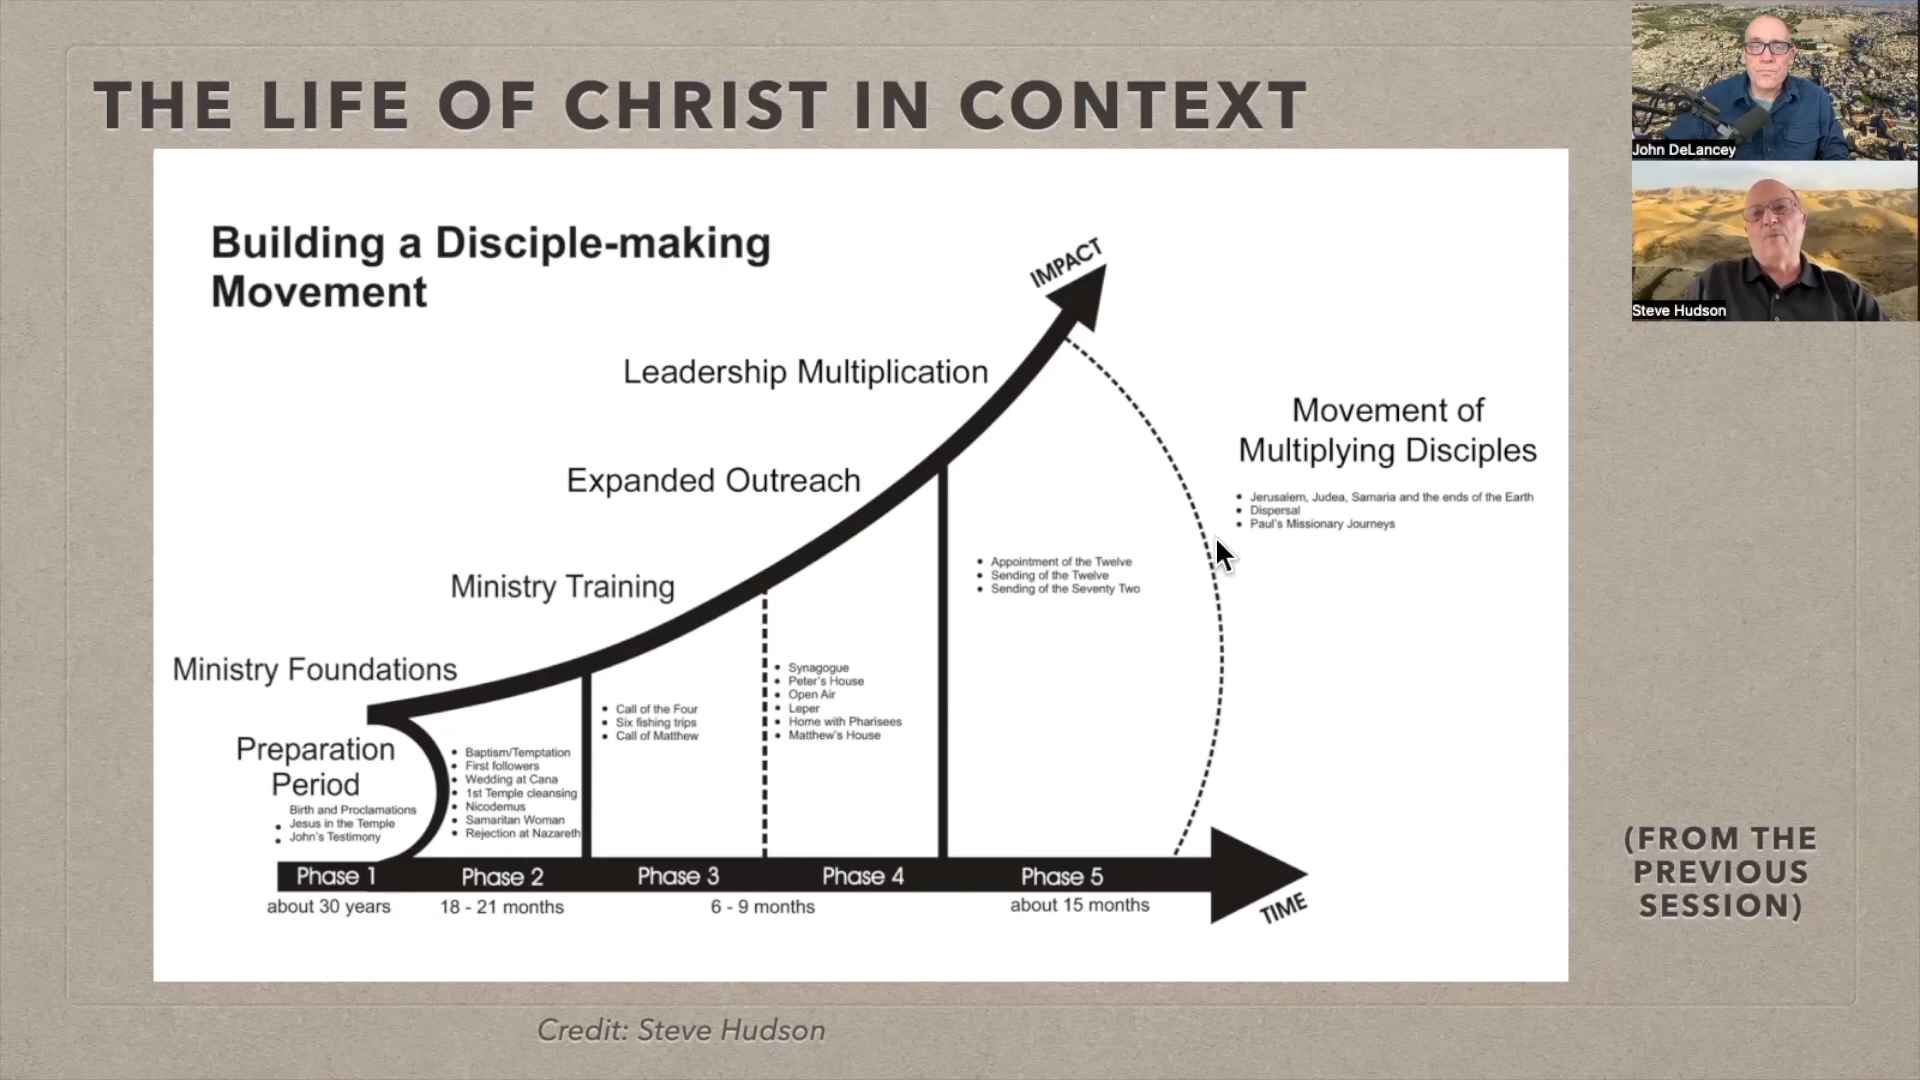 THE LIFE OF CHRIST IN CONTEXT
John DeLancey
Steve Hudson
Building a Disciple-making
Movement
IMPACT
Leadership Multiplication
Movement of
Multiplying Disciples
• Jerusalem, Judea, Samaria and the ends of the Earth
• Dispersal
• Paul's Missionary Journeys
Expanded Outreach
• Appointment of the Twelve
• Sending of the Twelve
• Sending of the Seventy Two
Ministry Training
• Synagogue
• Peter's House
• Open Air
• Leper
• Home with Pharisees
• Matthew's House
Ministry Foundations
• Call of the Four
• Six fishing trips
• Call of Matthew
Preparation
Period
Birth and Proclamations
• Jesus in the Temple
• John's Testimony
• Baptism/Temptation
• First followers
• Wedding at Cana
• 1st Temple cleansing
• Nicodemus
• Samaritan Woman
• Rejection at Nazareth
Phase 1
Phase 2
Phase 3
Phase 4
Phase 5
about 30 years
18 - 21 months
6 - 9 months
about 15 months
TIME
(FROM THE
PREVIOUS
SESSION)
Credit: Steve Hudson